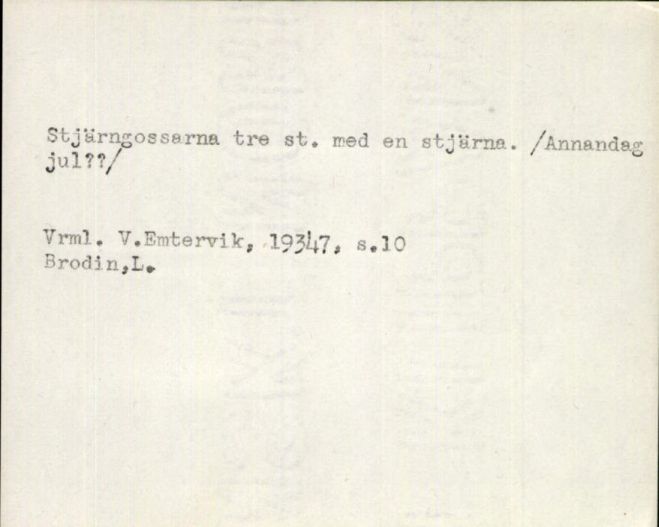 Stjärngossarna tre st. med en stjärna. /Annandag
jul??/
Vrml. V.Emtervik, 19347, s.10
Brodin,L.